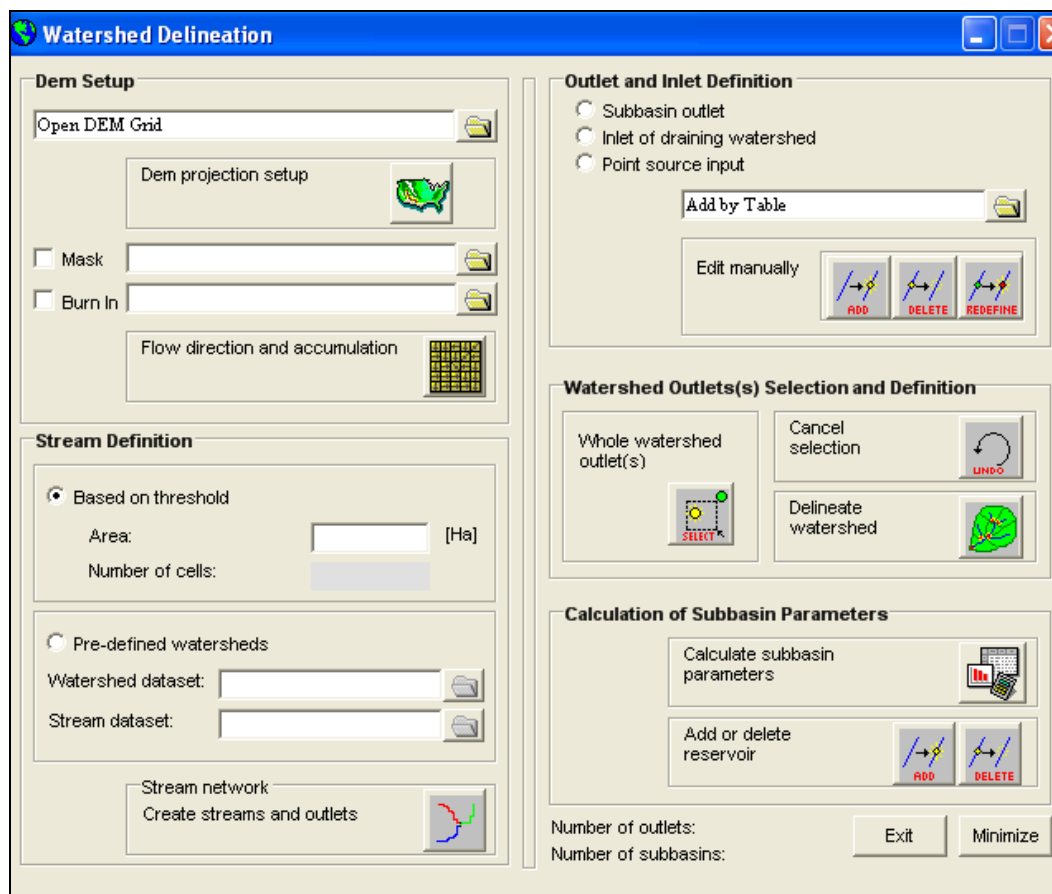 Watershed Delineation
Dem Setup
Open DEM Grid
Dem projection setup
Mask
Burn In
Flow direction and accumulation
Stream Definition
Based on threshold
Area: [Ha]
Number of cells:
Pre-defined watersheds
Watershed dataset:
Stream dataset:
Stream network
Create streams and outlets
Outlet and Inlet Definition
Subbasin outlet
Inlet of draining watershed
Point source input
Add by Table
Edit manually
ADD DELETE REDEFINE
Watershed Outlets(s) Selection and Definition
Whole watershed
outlet(s)
SELECT
Cancel
selection
UNDO
Delineate
watershed
Calculation of Subbasin Parameters
Calculate subbasin
parameters
Add or delete
reservoir
ADD DELETE
Number of outlets:
Number of subbasins:
Exit Minimize